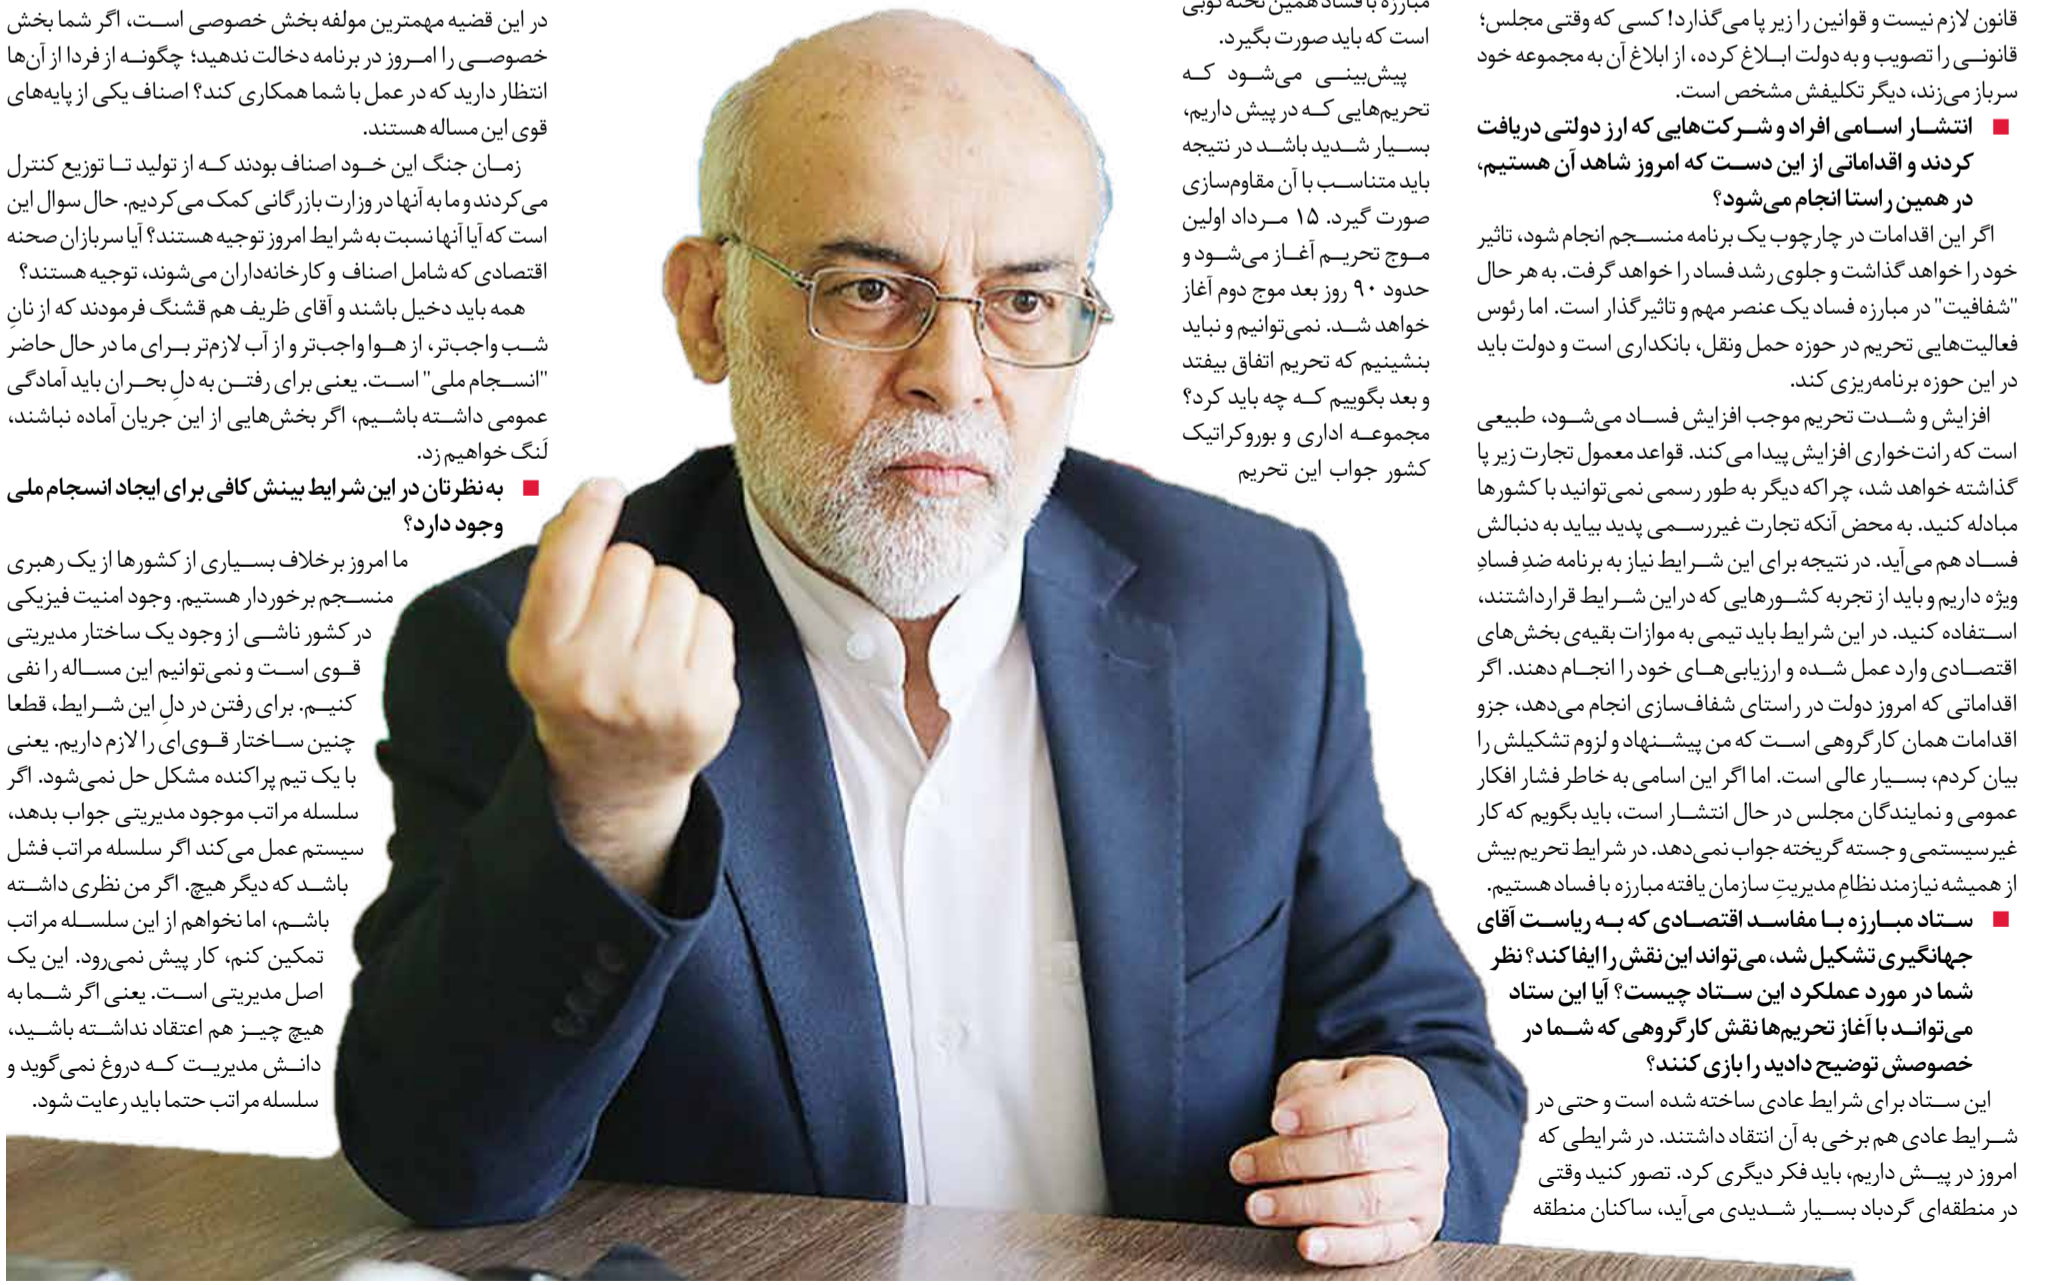 قانون لازم نیست و قوانین را زیر پا می‌گذارد! کسی که وقتی مجلس؛
قانونی را تصویب و به دولت ابلاغ کرده، از ابلاغ آن به مجموعه خود
سرباز می‌زند، دیگر تکلیفش مشخص است.
■ انتشار اسامی افراد و شرکت‌هایی که ارز دولتی دریافت
کردند و اقداماتی از این دست که امروز شاهد آن هستیم،
در همین راستا انجام می‌شود؟
اگر این اقدامات در چارچوب یک برنامه منسجم انجام شود، تاثیر
خود را خواهد گذاشت و جلوی رشد فساد را خواهد گرفت. به هر حال
"شفافیت" در مبارزه فساد یک عنصر مهم و تاثیرگذار است. اما رئوس
فعالیت‌هایی تحریم در حوزه حمل ونقل، بانکداری است و دولت باید
در این حوزه برنامه‌ریزی کند.
افزایش و شدت تحریم موجب افزایش فساد می‌شود، طبیعی
است که رانت‌خواری افزایش پیدا می‌کند. قواعد معمول تجارت زیر پا
گذاشته خواهد شد، چراکه دیگر به طور رسمی نمی‌توانید با کشورها
مبادله کنید. به محض آنکه تجارت غیررسمی پدید بیاید به دنبالش
فساد هم می‌آید. در نتیجه برای این شرایط نیاز به برنامه ضدِ فسادِ
ویژه داریم و باید از تجربه کشورهایی که دراین شرایط قرارداشتند،
استفاده کنید. در این شرایط باید تیمی به موازات بقیه‌ی بخش‌های
اقتصادی وارد عمل شده و ارزیابی‌های خود را انجام دهند. اگر
اقداماتی که امروز دولت در راستای شفاف‌سازی انجام می‌دهد، جزو
اقدامات همان کارگروهی است که من پیشنهاد و لزوم تشکیلش را
بیان کردم، بسیار عالی است. اما اگر این اسامی به خاطر فشار افکار
عمومی و نمایندگان مجلس در حال انتشار است، باید بگویم که کار
غیرسیستمی و جسته گریخته جواب نمی‌دهد. در شرایط تحریم بیش
از همیشه نیازمند نظامِ مدیریتِ سازمان یافته مبارزه با فساد هستیم.
■ ستاد مبارزه با مفاسد اقتصادی که به ریاست آقای
جهانگیری تشکیل شد، می‌تواند این نقش را ایفا کند؟ نظر
شما در مورد عملکرد این ستاد چیست؟ آیا این ستاد
می‌تواند با آغاز تحریم‌ها نقش کارگروهی که شما در
خصوصش توضیح دادید را بازی کنند؟
این ستاد برای شرایط عادی ساخته شده است و حتی در
شرایط عادی هم برخی به آن انتقاد داشتند. در شرایطی که
امروز در پیش داریم، باید فکر دیگری کرد. تصور کنید وقتی
در منطقه‌ای گردباد بسیار شدیدی می‌آید، ساکنان منطقه
مبارزه با فساد همین
است که باید صورت بگیرد.
پیش‌بینی می‌شود که
تحریم‌هایی که در پیش داریم،
بسیار شدید باشد در نتیجه
باید متناسب با آن مقاوم‌سازی
صورت گیرد. ۱۵ مرداد اولین
موج تحریم آغاز می‌شود و
حدود ۹۰ روز بعد موج دوم آغاز
خواهد شد. نمی‌توانیم و نباید
بنشینیم که تحریم اتفاق بیفتد
و بعد بگوییم که چه باید کرد؟
مجموعه اداری و بوروکراتیک
کشور جواب این تحریم
در این قضیه مهمترین مولفه بخش خصوصی است، اگر شما بخش
خصوصی را امروز در برنامه دخالت ندهید؛ چگونه از فردا از آن‌ها
انتظار دارید که در عمل با شما همکاری کند؟ اصناف یکی از پایه‌های
قوی این مساله هستند.
زمان جنگ این خود اصناف بودند که از تولید تا توزیع کنترل
می‌کردند و ما به آنها در وزارت بازرگانی کمک می‌کردیم. حال سوال این
است که آیا آنها نسبت به شرایط امروز توجیه هستند؟ آیا سربازان صحنه
اقتصادی که شامل اصناف و کارخانه‌داران می‌شوند، توجیه هستند؟
همه باید دخیل باشند و آقای ظریف هم قشنگ فرمودند که از نانِ
شب واجب‌تر، از هوا واجب‌تر و از آب لازم‌تر برای ما در حال حاضر
"انسجام ملی" است. یعنی برای رفتن به دلِ بحران باید آمادگی
عمومی داشته باشیم، اگر بخش‌هایی از این جریان آماده نباشند،
لَنگ خواهیم زد.
■ به نظرتان در این شرایط بینش کافی برای ایجاد انسجام ملی
وجود دارد؟
ما امروز برخلاف بسیاری از کشورها از یک رهبری
منسجم برخوردار هستیم. وجود امنیت فیزیکی
در کشور ناشی از وجود یک ساختار مدیریتی
قوی است و نمی‌توانیم این مساله را نفی
کنیم. برای رفتن در دلِ این شرایط، قطعا
چنین ساختار قوی‌ای را لازم داریم. یعنی
با یک تیم پراکنده مشکل حل نمی‌شود. اگر
سلسله مراتب موجود مدیریتی جواب بدهد،
سیستم عمل می‌کند اگر سلسله مراتب فشل
باشد که دیگر هیچ. اگر من نظری داشته
باشم، اما نخواهم از این سلسله مراتب
تمکین کنم، کار پیش نمی‌رود. این یک
اصل مدیریتی است. یعنی اگر شما به
هیچ چیز هم اعتقاد نداشته باشید،
دانش مدیریت که دروغ نمی‌گوید و
سلسله مراتب حتما باید رعایت شود.